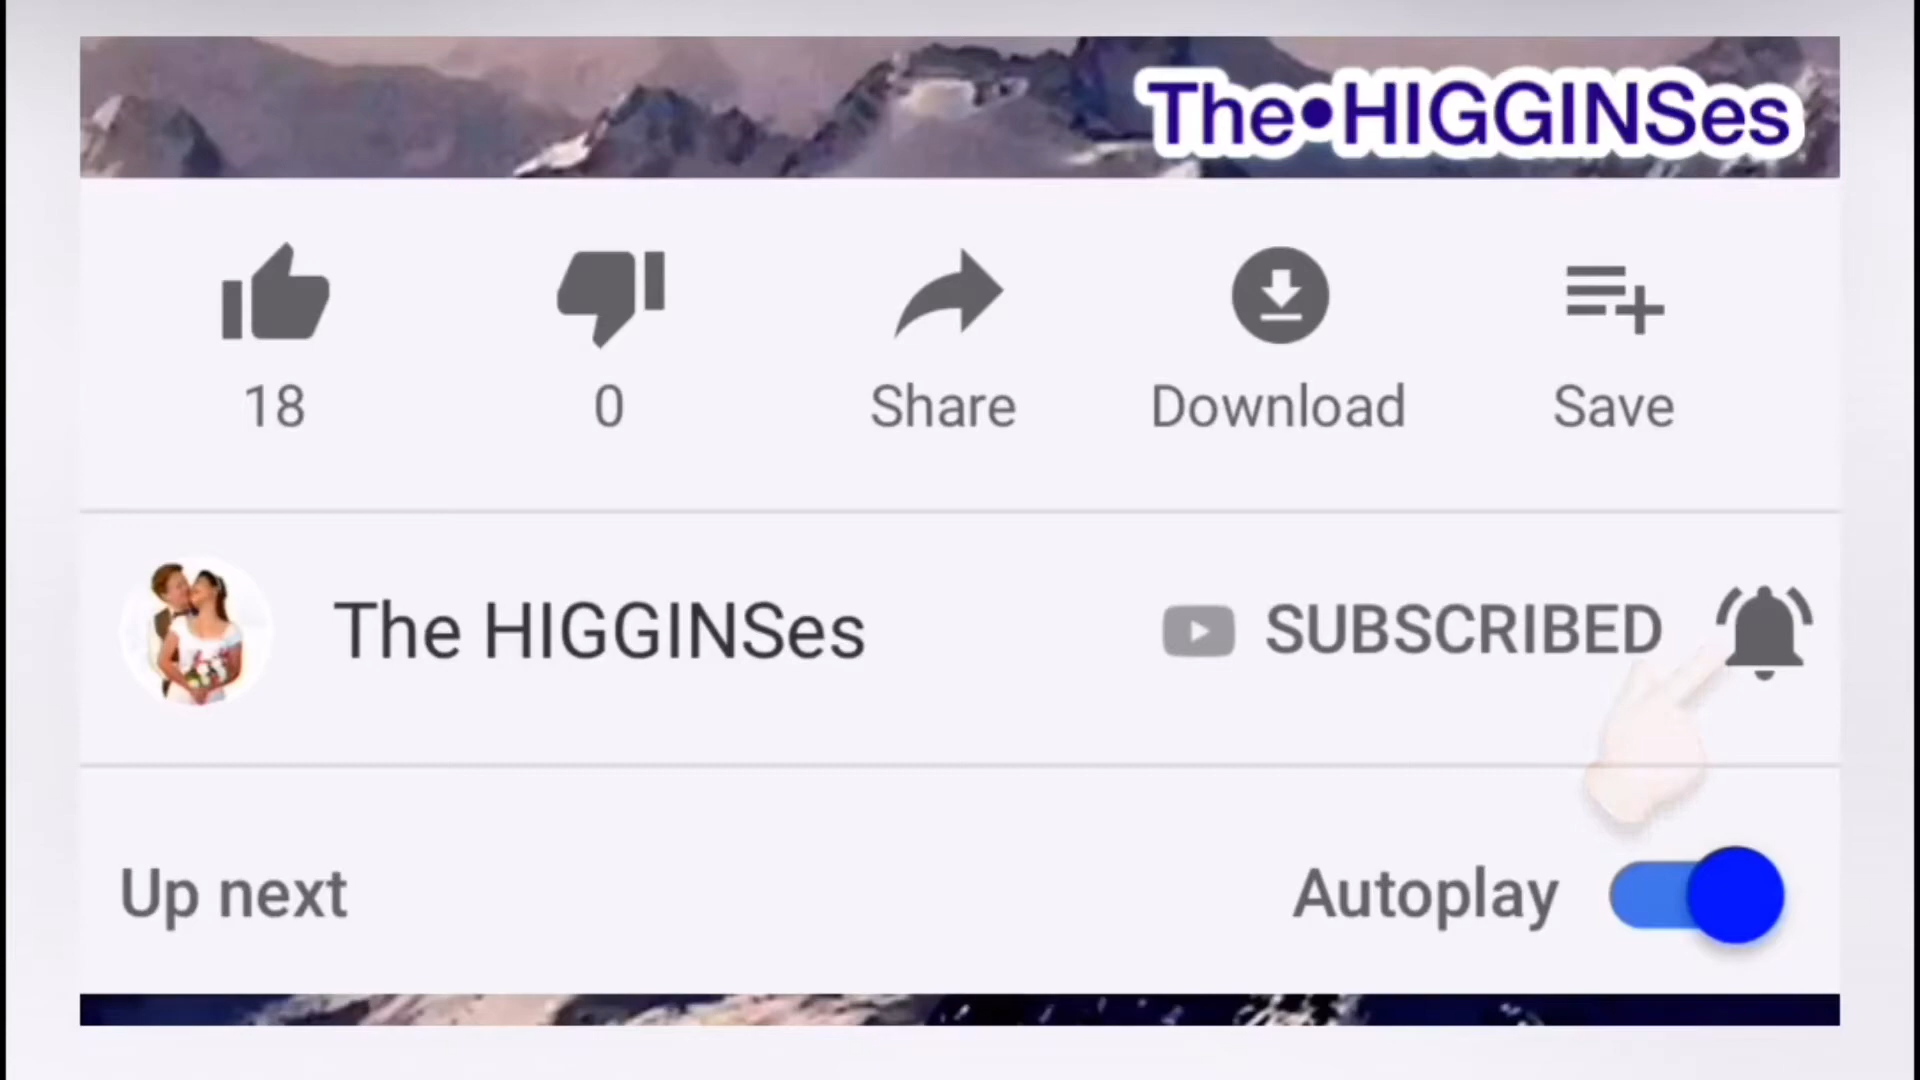 The•HIGGINSes
18 0 Share Download Save
The HIGGINSes SUBSCRIBED
Up next Autoplay